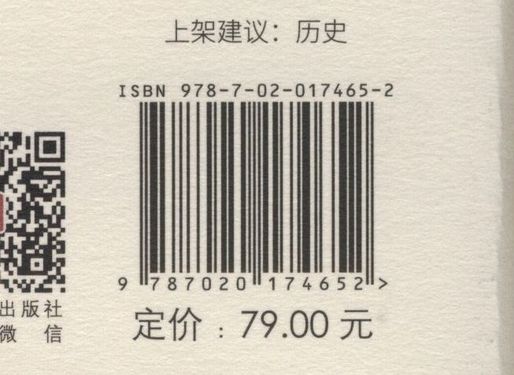 上架建议：历史
ISBN 978-7-02-017465-2
9 787020 174652 >
定价：79.00 元
出版社
微 信